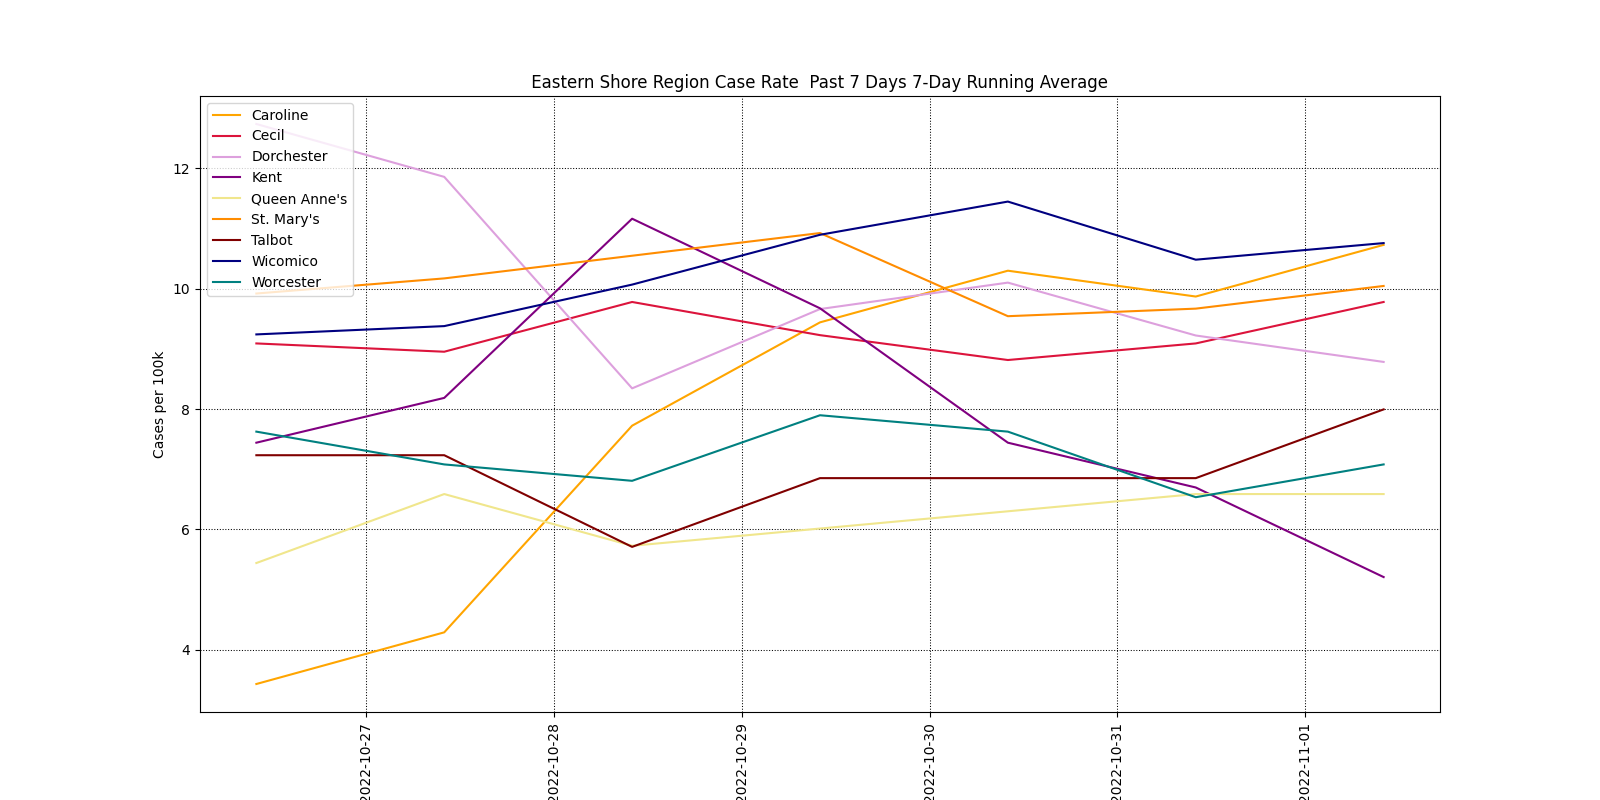 Eastern Shore Region Case Rate  Past 7 Days 7-Day Running Average
Caroline
Cecil
Dorchester
Kent
Queen Anne's
St. Mary's
Talbot
Wicomico
Worcester
Cases per 100k
12
10
8
6
4
2022-10-27
2022-10-28
2022-10-29
2022-10-30
2022-10-31
2022-11-01